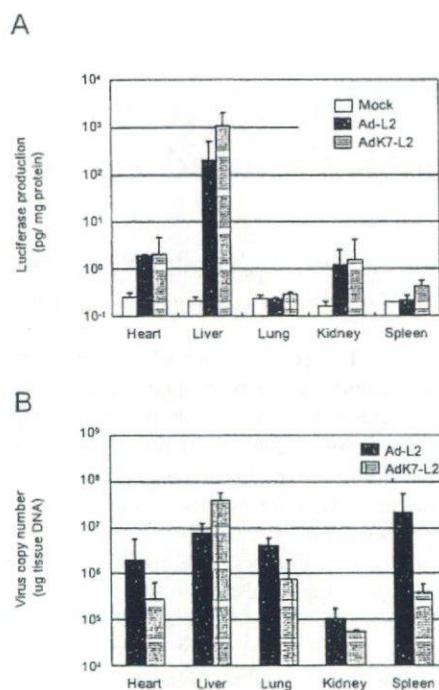 A
Luciferase production
(pg/ mg protein)
10⁴
10³
10²
10¹
10⁰
10⁻¹
Mock
Ad-L2
AdK7-L2
Heart Liver Lung Kidney Spleen
B
Virus copy number
(ug tissue DNA)
10⁹
10⁸
10⁷
10⁶
10⁵
10⁴
Ad-L2
AdK7-L2
Heart Liver Lung Kidney Spleen